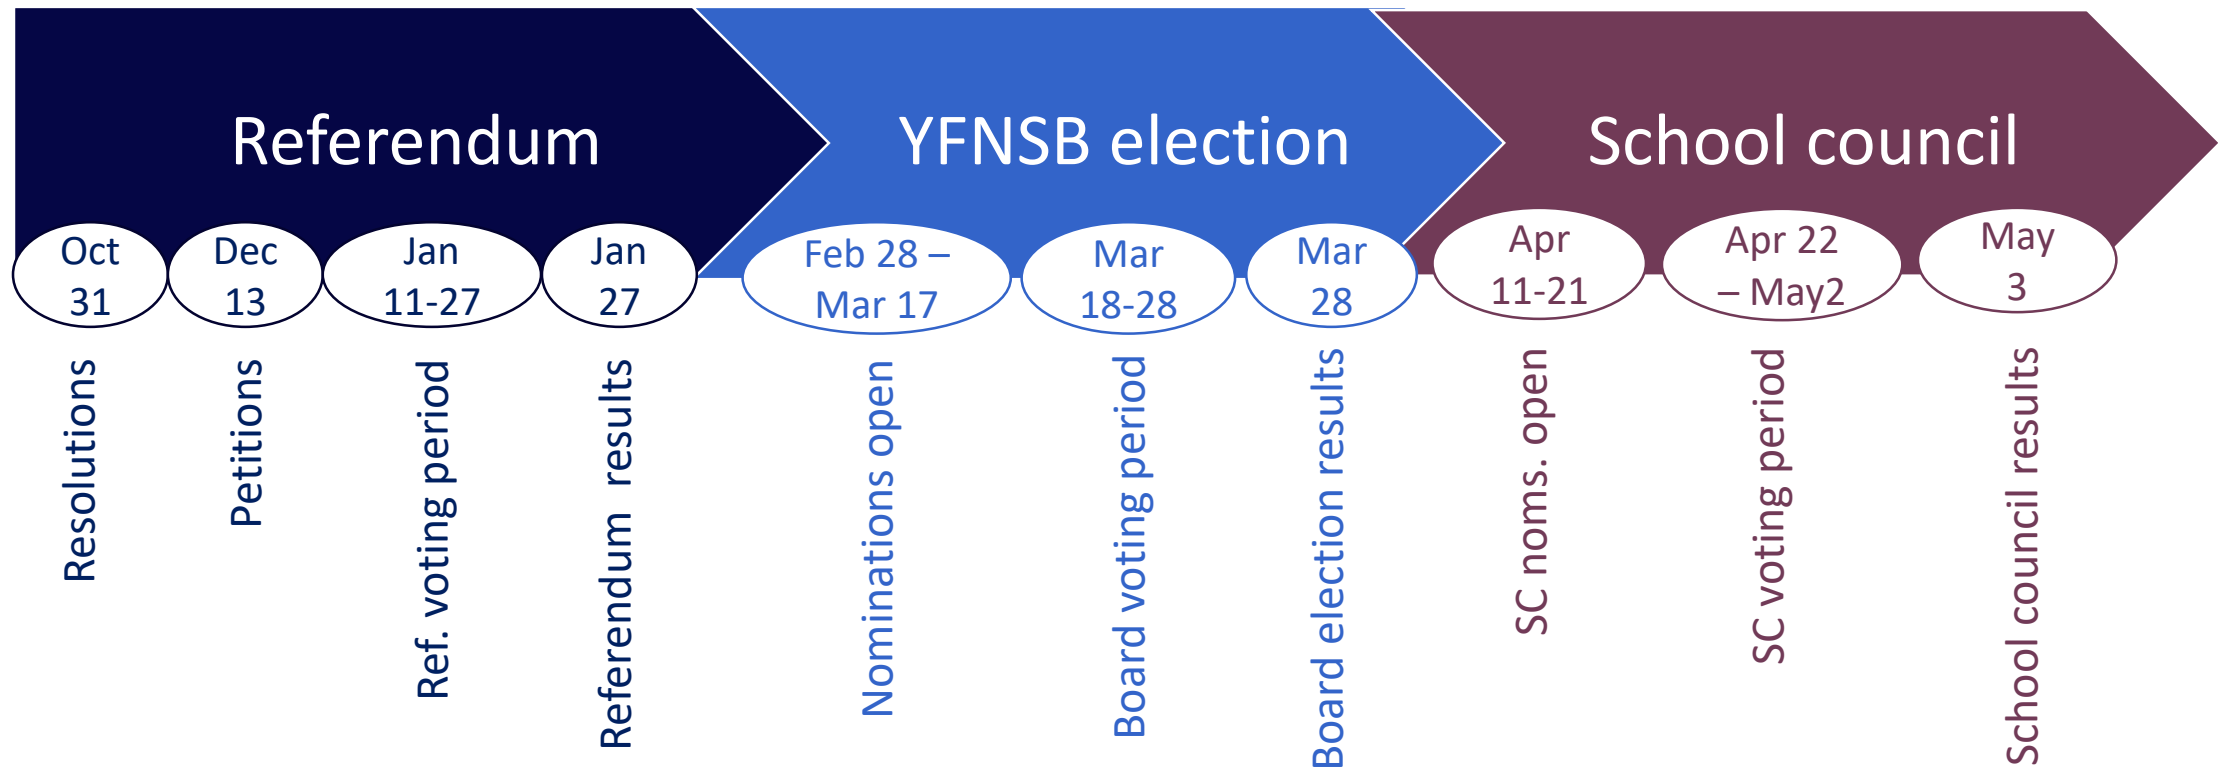 Referendum
YFNSB election
School council
Oct
31
Dec
13
Jan
11-27
Jan
27
Feb 28 –
Mar 17
Mar
18-28
Mar
28
Apr
11-21
Apr 22
– May2
May
3
Resolutions
Petitions
Ref. voting period
Referendum  results
Nominations open
Board voting period
Board election results
SC noms. open
SC voting period
School council results